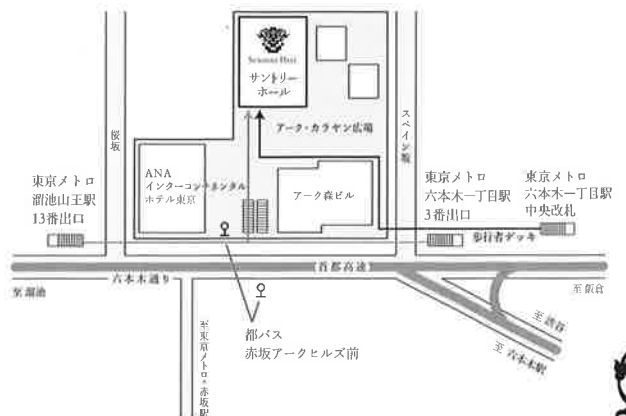 SUNTORY HALL
サントリー
ホール
アーク・カラヤン広場
桜坂
スペイン坂
ANA
インターコンチネンタル
ホテル東京
アーク森ビル
東京メトロ
溜池山王駅
13番出口
東京メトロ
六本木一丁目駅
3番出口
東京メトロ
六本木一丁目駅
中央改札
歩行者デッキ
首都高速
六本木通り
至溜池
至飯倉
至渋谷
至 六本木駅
都バス
赤坂アークヒルズ前
至東京メトロ・赤坂駅